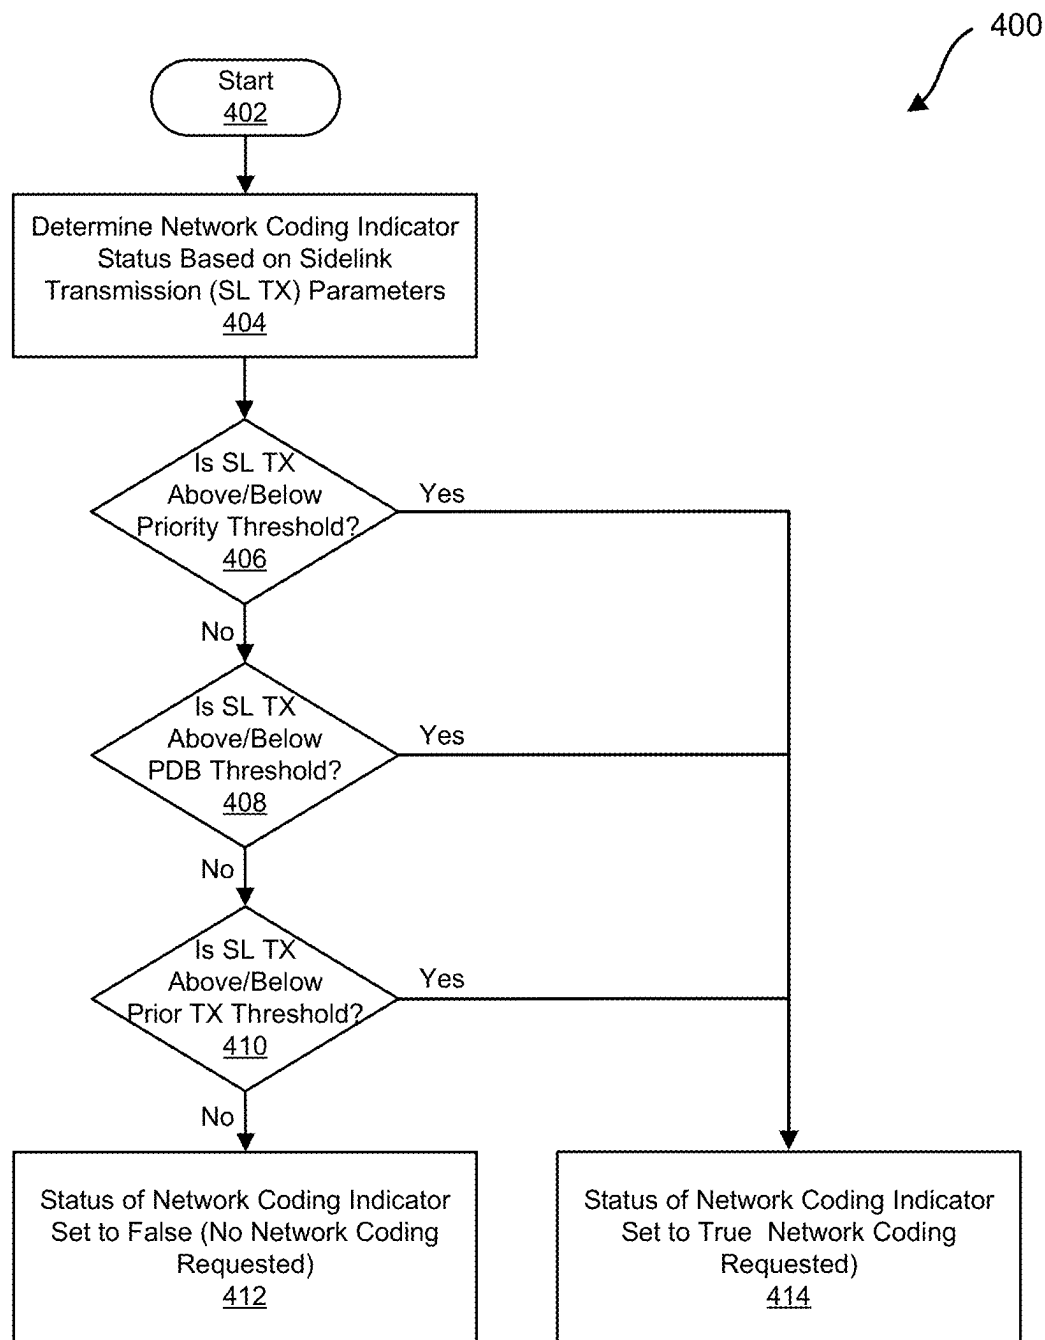 400
Start
402
Determine Network Coding Indicator
Status Based on Sidelink
Transmission (SL TX) Parameters
404
Is SL TX
Above/Below
Priority Threshold?
406
Yes
No
Is SL TX
Above/Below
PDB Threshold?
408
Yes
No
Is SL TX
Above/Below
Prior TX Threshold?
410
Yes
No
Status of Network Coding Indicator
Set to False (No Network Coding
Requested)
412
Status of Network Coding Indicator
Set to True  Network Coding
Requested)
414